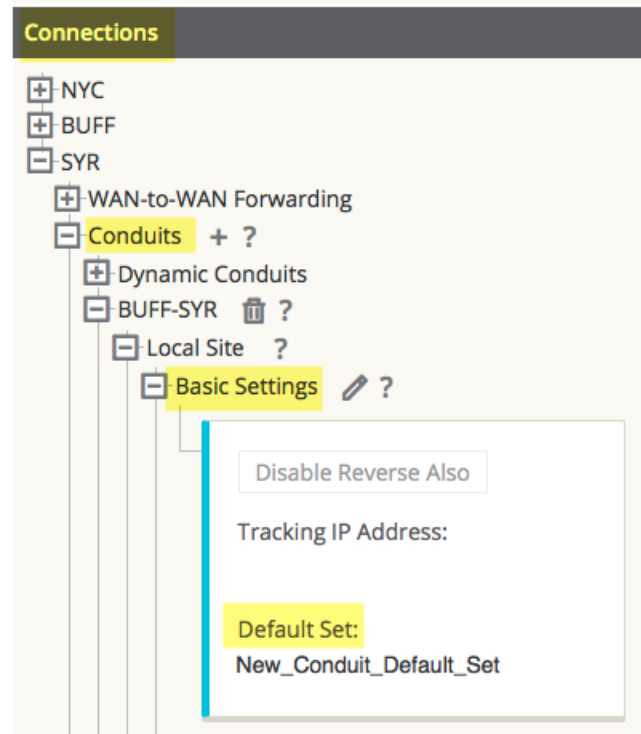 Connections
NYC
BUFF
SYR
WAN-to-WAN Forwarding
Conduits + ?
Dynamic Conduits
BUFF-SYR ?
Local Site ?
Basic Settings ?
Disable Reverse Also
Tracking IP Address:
Default Set:
New_Conduit_Default_Set